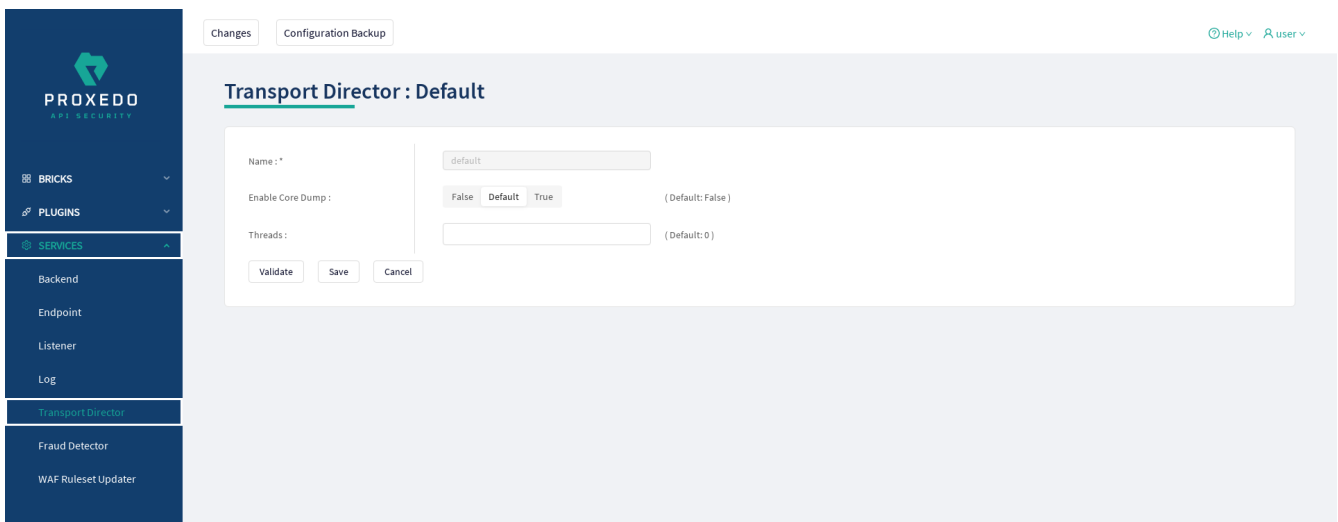 Changes
Configuration Backup
Help
user
PROXEDO
API SECURITY
BRICKS
PLUGINS
SERVICES
Backend
Endpoint
Listener
Log
Transport Director
Fraud Detector
WAF Ruleset Updater
Transport Director : Default
Name : * default
Enable Core Dump : False Default True ( Default: False )
Threads : ( Default: 0 )
Validate Save Cancel